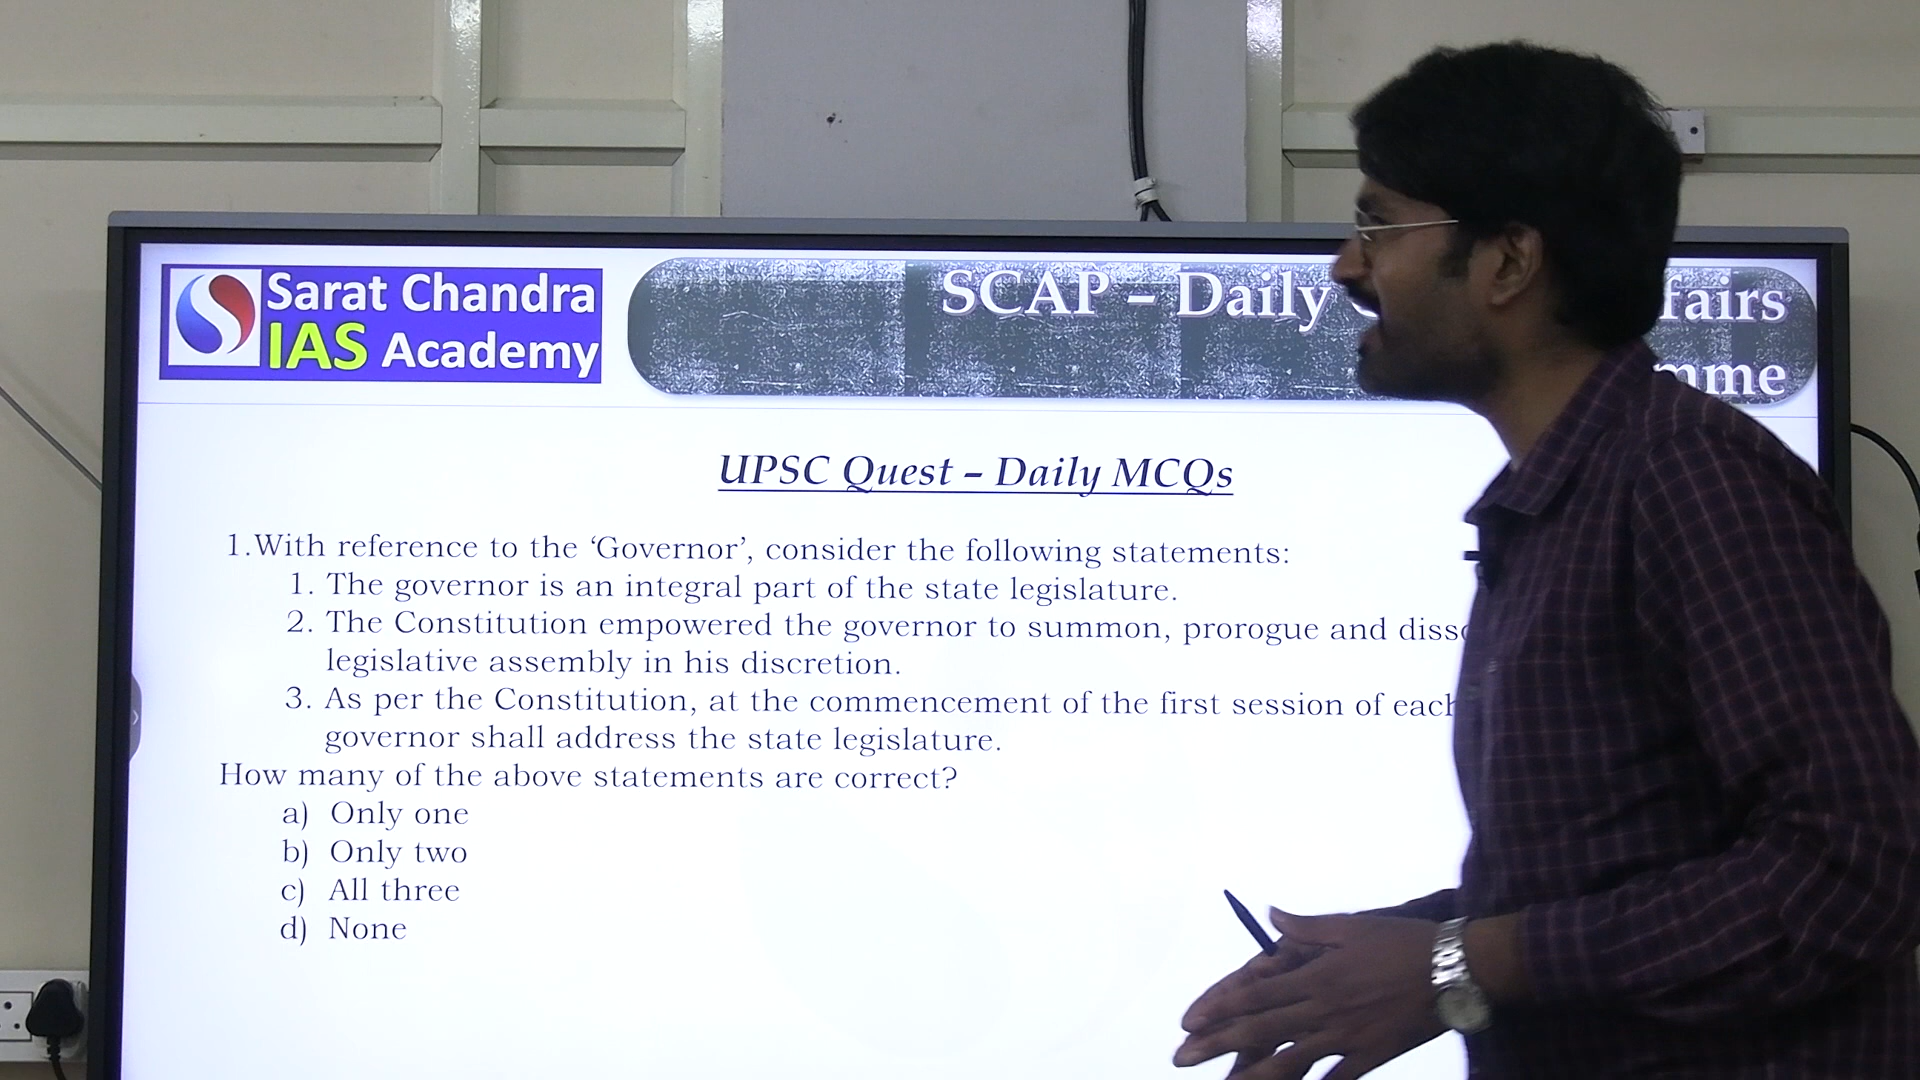 Sarat Chandra
IAS Academy
SCAP – Daily
fairs
mme
UPSC Quest – Daily MCQs
1.With reference to the ‘Governor’, consider the following statements:
1. The governor is an integral part of the state legislature.
2. The Constitution empowered the governor to summon, prorogue and
legislative assembly in his discretion.
3. As per the Constitution, at the commencement of the first session of each
governor shall address the state legislature.
How many of the above statements are correct?
a) Only one
b) Only two
c) All three
d) None